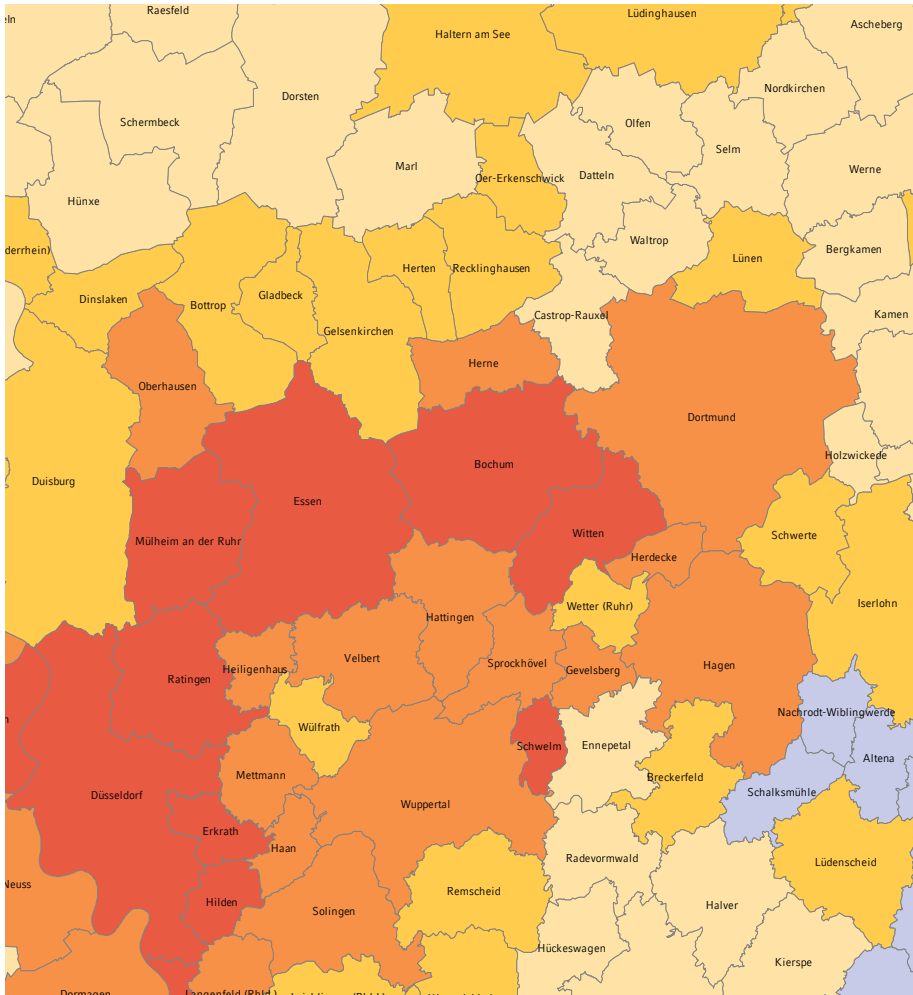 eln
Raesfeld
Lüdinghausen
Ascheberg
Haltern am See
Nordkirchen
Dorsten
Schermbeck
Olfen
Selm
Marl
Werne
Oer-Erkenschwick
Datteln
Hünxe
Waltrop
derrhein)
Bergkamen
Lünen
Herten
Recklinghausen
Dinslaken
Gladbeck
Bottrop
Castrop-Rauxel
Kamen
Gelsenkirchen
Herne
Oberhausen
Dortmund
Holzwickede
Bochum
Duisburg
Essen
Witten
Schwerte
Mülheim an der Ruhr
Herdecke
Iserlohn
Wetter (Ruhr)
Hattingen
Velbert
Sprockhövel
Hagen
Heiligenhaus
Gevelsberg
Ratingen
Nachrodt-Wiblingwerde
n
Wülfrath
Schwelm
Ennepetal
Altena
Mettmann
Breckerfeld
Schalksmühle
Düsseldorf
Wuppertal
Erkrath
Haan
Radevormwald
Lüdenscheid
Neuss
Remscheid
Hilden
Halver
Solingen
Hückeswagen
Kierspe
Dormagen
Langenfeld (Rhld.)